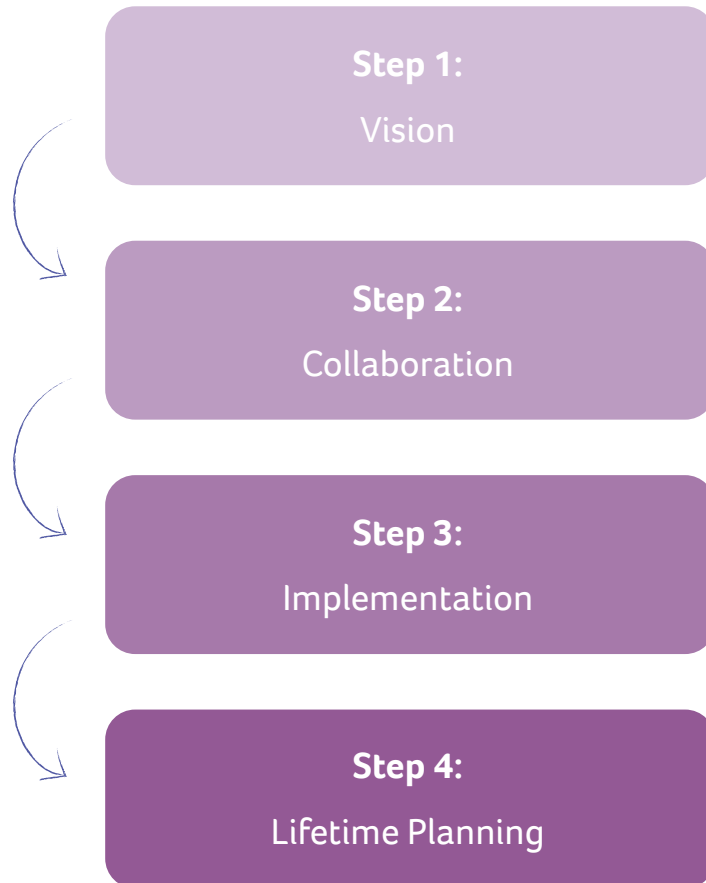 Step 1:
Vision
Step 2:
Collaboration
Step 3:
Implementation
Step 4:
Lifetime Planning